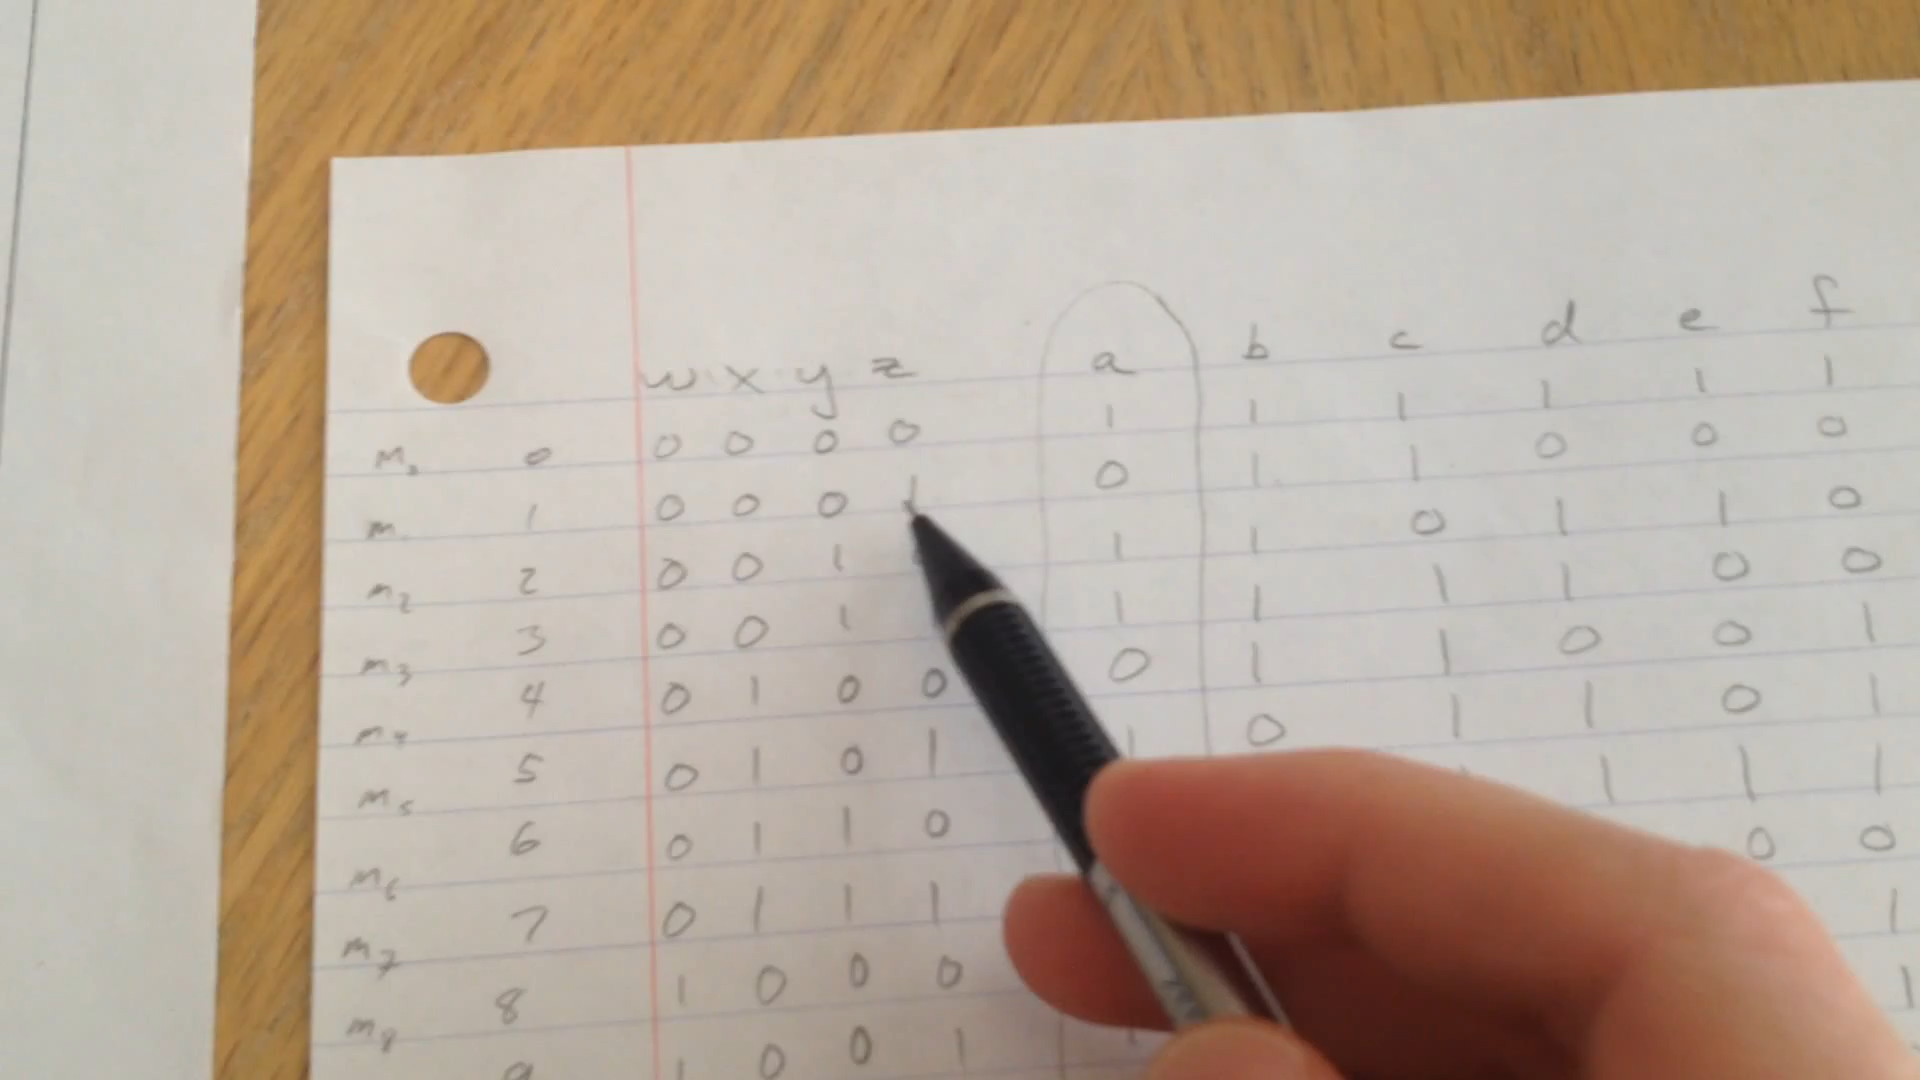 w x y z a b c d e f
m₀ 0 0 0 0 0 1 1 1 1 1 1
m₁ 1 0 0 0 1 0 1 1 0 0 0
m₂ 2 0 0 1 1 1 0 1 1 0
m₃ 3 0 0 1 1 1 1 1 0 0
m₄ 4 0 1 0 0 0 1 1 0 0 1
m₅ 5 0 1 0 1 1 0 1 1 0 1
m₆ 6 0 1 1 0 1 1 1
m₇ 7 0 1 1 1 0 0
m₈ 8 1 0 0 0 1
9 1 0 0 1 1